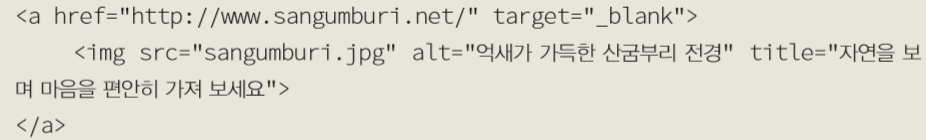 <a href="http://www.sangumburi.net/" target="_blank">
<img src="sangumburi.jpg" alt="억새가 가득한 산굼부리 전경" title="자연을 보
며 마음을 편안히 가져 보세요">
</a>